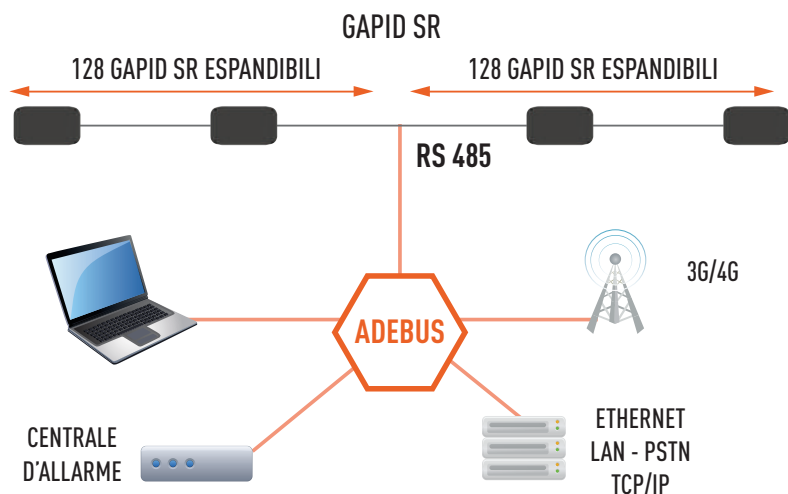 GAPID SR
128 GAPID SR ESPANDIBILI
128 GAPID SR ESPANDIBILI
RS 485
3G/4G
ADEBUS
CENTRALE
D'ALLARME
ETHERNET
LAN - PSTN
TCP/IP